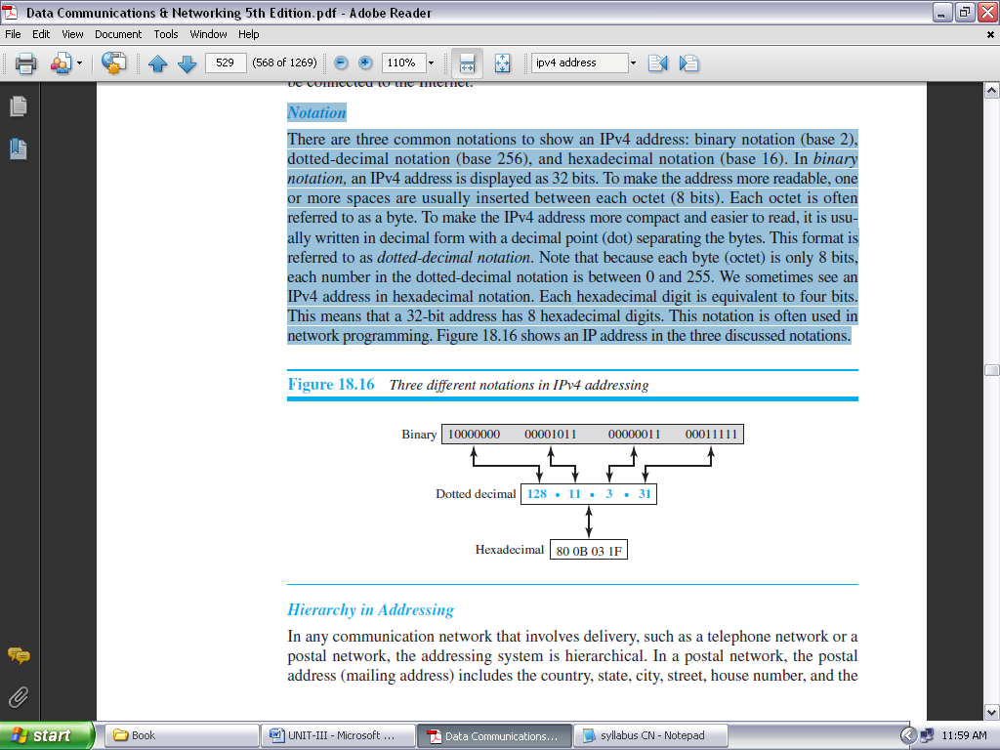 Data Communications & Networking 5th Edition.pdf - Adobe Reader
File Edit View Document Tools Window Help
529 (568 of 1269) 110% ipv4 address
be connected to the Internet.
Notation
There are three common notations to show an IPv4 address: binary notation (base 2),
dotted-decimal notation (base 256), and hexadecimal notation (base 16). In binary
notation, an IPv4 address is displayed as 32 bits. To make the address more readable, one
or more spaces are usually inserted between each octet (8 bits). Each octet is often
referred to as a byte. To make the IPv4 address more compact and easier to read, it is usu-
ally written in decimal form with a decimal point (dot) separating the bytes. This format is
referred to as dotted-decimal notation. Note that because each byte (octet) is only 8 bits,
each number in the dotted-decimal notation is between 0 and 255. We sometimes see an
IPv4 address in hexadecimal notation. Each hexadecimal digit is equivalent to four bits.
This means that a 32-bit address has 8 hexadecimal digits. This notation is often used in
network programming. Figure 18.16 shows an IP address in the three discussed notations.
Figure 18.16 Three different notations in IPv4 addressing
Binary 10000000 00001011 00000011 00011111
Dotted decimal 128 • 11 • 3 • 31
Hexadecimal 80 0B 03 1F
Hierarchy in Addressing
In any communication network that involves delivery, such as a telephone network or a
postal network, the addressing system is hierarchical. In a postal network, the postal
address (mailing address) includes the country, state, city, street, house number, and the
start Book UNIT-III - Microsoft ... Data Communications... syllabus CN - Notepad 11:59 AM